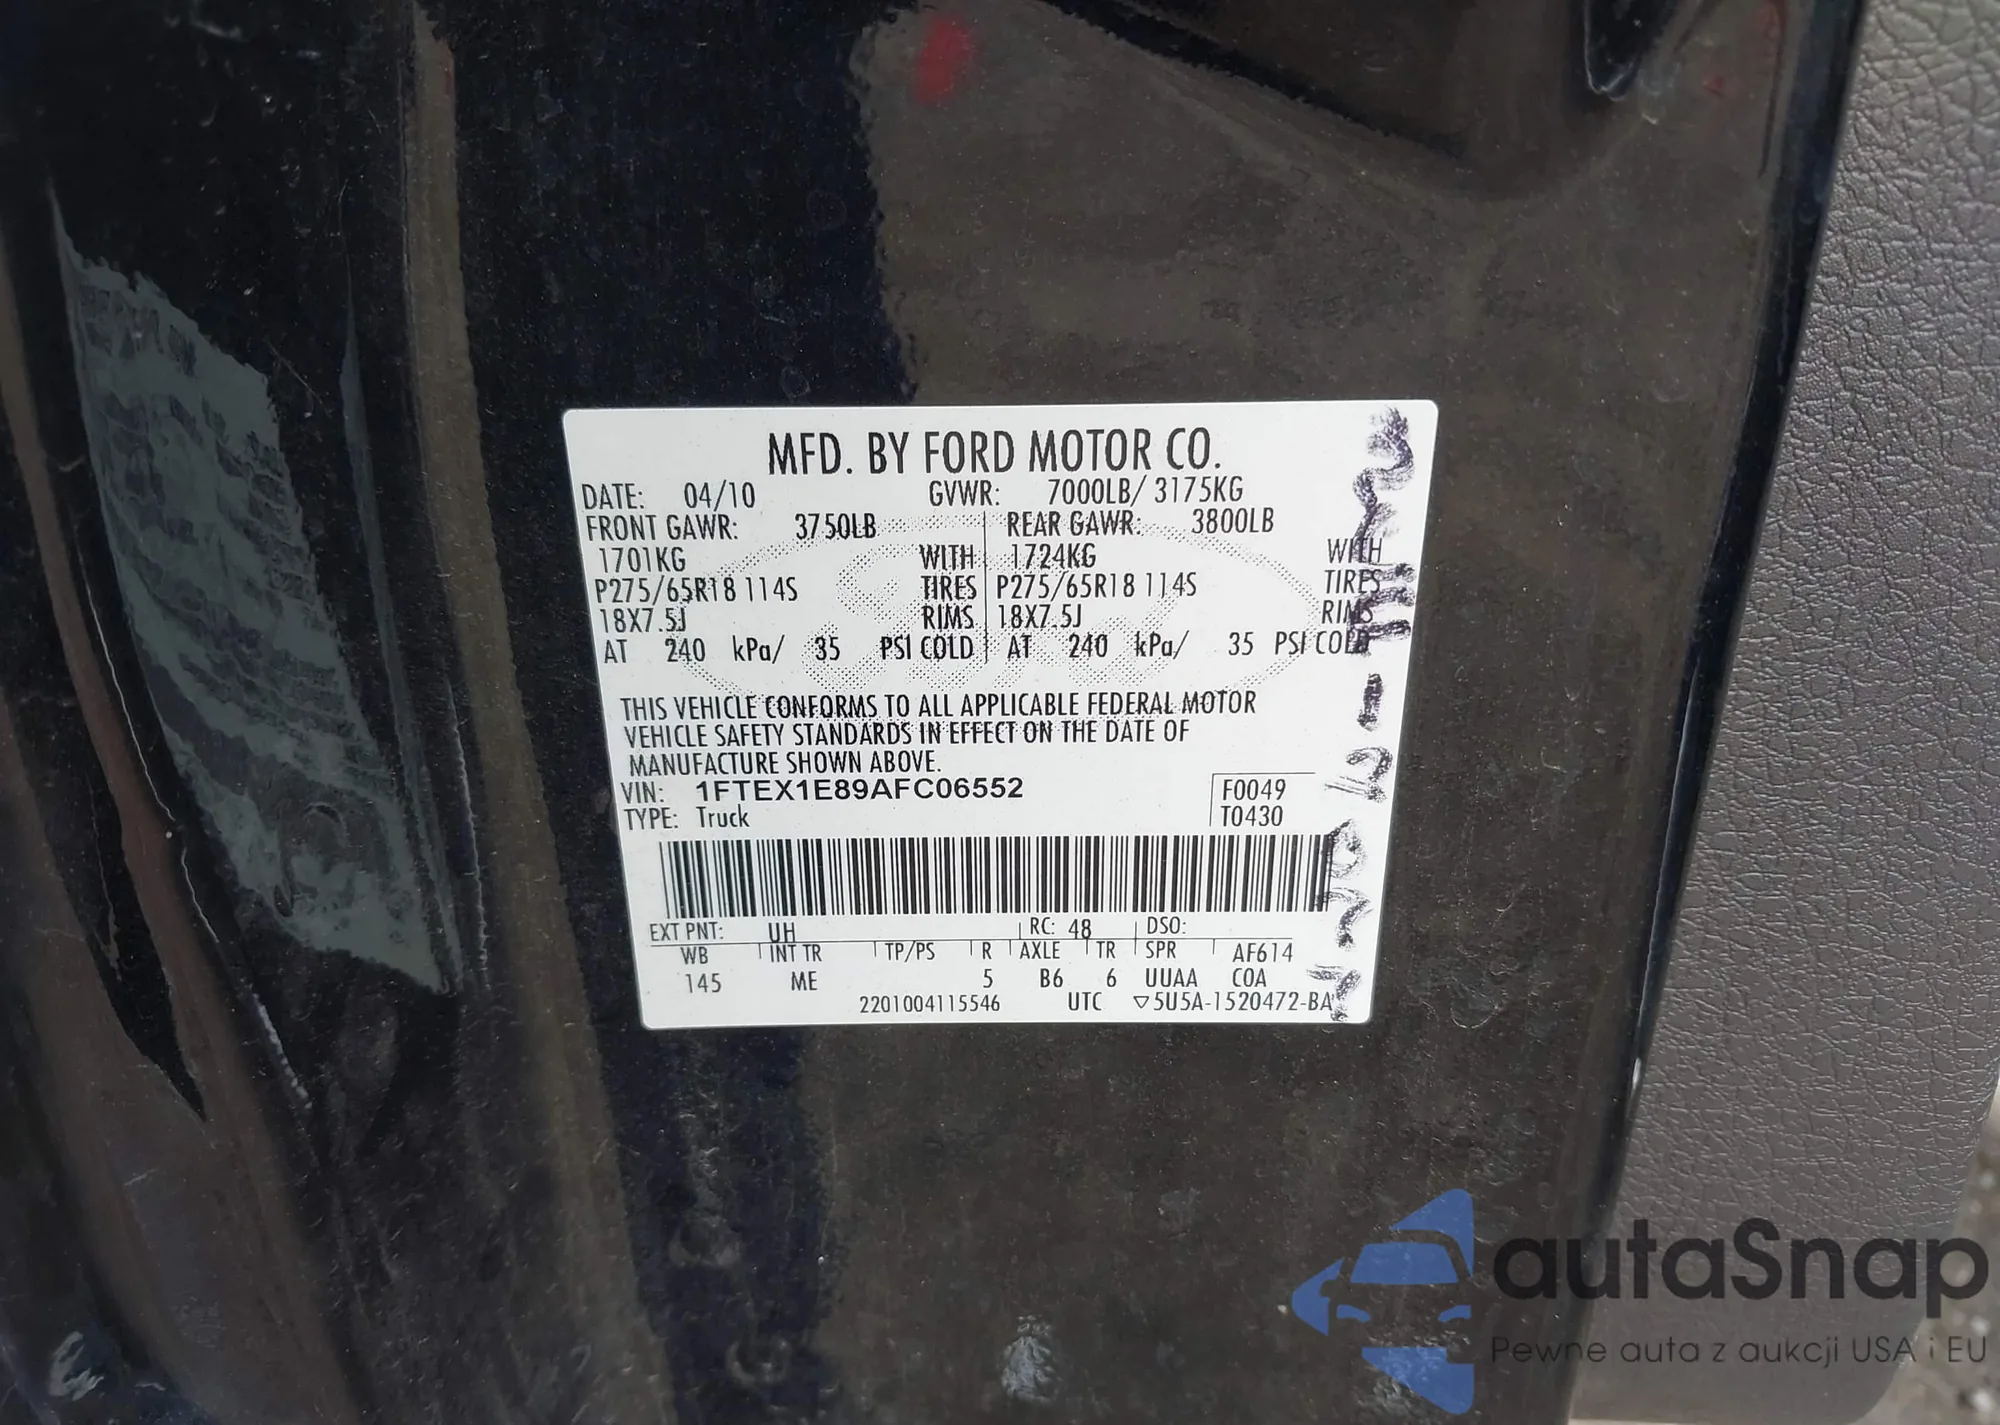 MFD. BY FORD MOTOR CO.
DATE: 04/10 GVWR: 7000LB/ 3175KG
FRONT GAWR: 3750LB REAR GAWR: 3800LB
1701KG WITH 1724KG WITH
P275/65R18 114S TIRES P275/65R18 114S TIRES
18X7.5J RIMS 18X7.5J RIMS
AT 240 kPa/ 35 PSI COLD AT 240 kPa/ 35 PSI COLD
THIS VEHICLE CONFORMS TO ALL APPLICABLE FEDERAL MOTOR
VEHICLE SAFETY STANDARDS IN EFFECT ON THE DATE OF
MANUFACTURE SHOWN ABOVE.
VIN: 1FTEX1E89AFC06552 F0049
TYPE: Truck T0430
EXT PNT: UH RC: 48 DSO:
WB INT TR TP/PS R AXLE TR SPR AF614
145 ME 5 B6 6 UUAA COA
2201004115546 UTC ▽5U5A-1520472-BA
autaSnap
Pewne auta z aukcji USA i EU